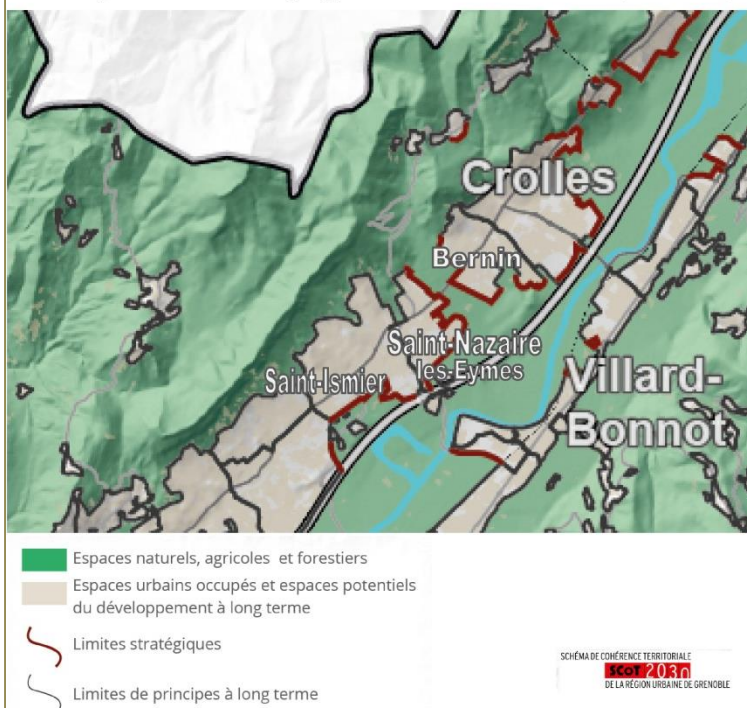 Crolles
Bernin
Saint-Nazaire
les-Eymes
Saint-Ismier
Villard-
Bonnot
Espaces naturels, agricoles et forestiers
Espaces urbains occupés et espaces potentiels
du développement à long terme
Limites stratégiques
Limites de principes à long terme
SCHÉMA DE COHÉRENCE TERRITORIALE
SCoT 2030
DE LA RÉGION URBAINE DE GRENOBLE